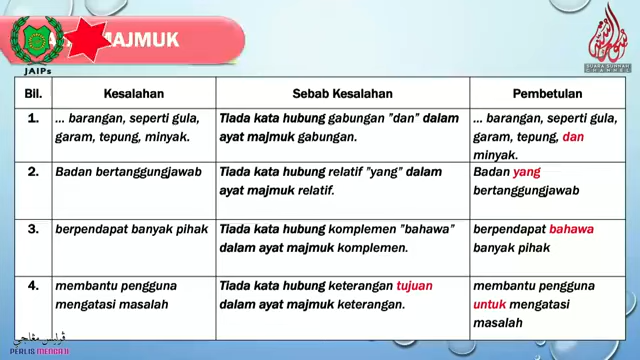 MAJMUK
JAIPs
SUARA SUNNAH
CHANNEL
Bil. Kesalahan Sebab Kesalahan Pembetulan
1. ... barangan, seperti gula, garam, tepung, minyak.
Tiada kata hubung gabungan "dan" dalam ayat majmuk gabungan.
... barangan, seperti gula, garam, tepung, dan minyak.
2. Badan bertanggungjawab
Tiada kata hubung relatif "yang" dalam ayat majmuk relatif.
Badan yang bertanggungjawab
3. berpendapat banyak pihak
Tiada kata hubung komplemen "bahawa" dalam ayat majmuk komplemen.
berpendapat bahawa banyak pihak
4. membantu pengguna mengatasi masalah
Tiada kata hubung keterangan tujuan dalam ayat majmuk keterangan.
membantu pengguna untuk mengatasi masalah
ڤرليس مڠاجي
PERLIS MENGAJI